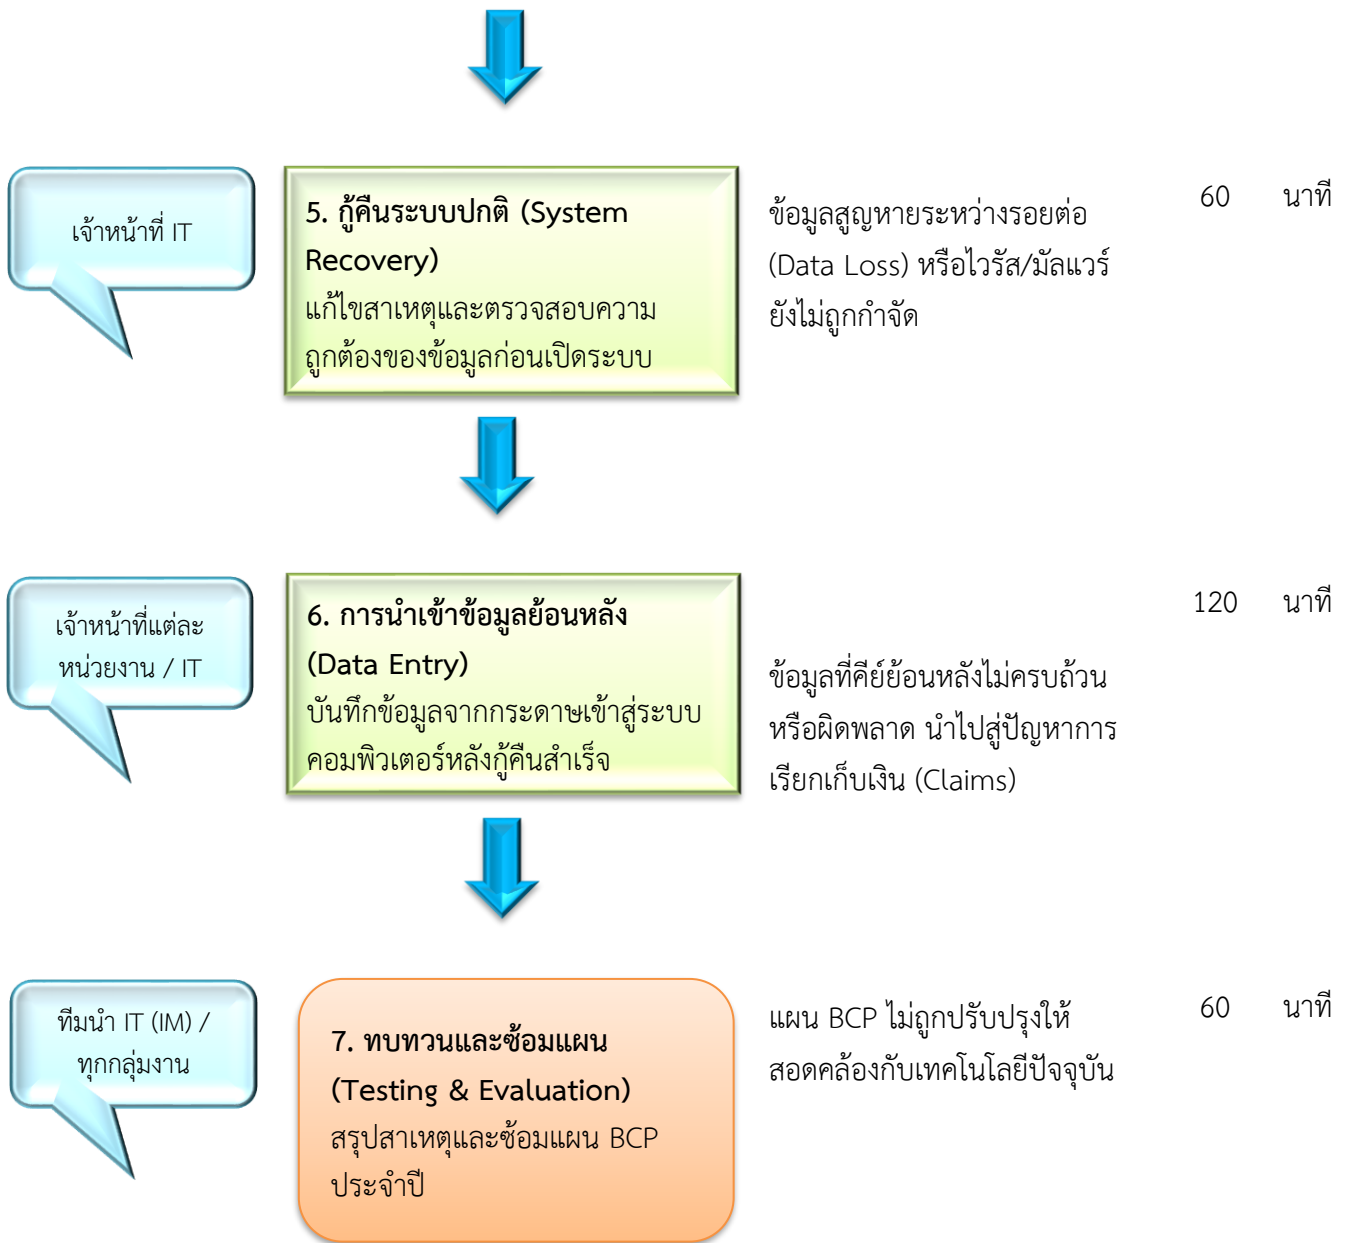 เจ้าหน้าที่ IT
5. กู้คืนระบบปกติ (System
Recovery)
แก้ไขสาเหตุและตรวจสอบความ
ถูกต้องของข้อมูลก่อนเปิดระบบ
ข้อมูลสูญหายระหว่างรอยต่อ
(Data Loss) หรือไวรัส/มัลแวร์
ยังไม่ถูกกำจัด
60 นาที
เจ้าหน้าที่แต่ละ
หน่วยงาน / IT
6. การนำเข้าข้อมูลย้อนหลัง
(Data Entry)
บันทึกข้อมูลจากกระดาษเข้าสู่ระบบ
คอมพิวเตอร์หลังกู้คืนสำเร็จ
ข้อมูลที่คีย์ย้อนหลังไม่ครบถ้วน
หรือผิดพลาด นำไปสู่ปัญหาการ
เรียกเก็บเงิน (Claims)
120 นาที
ทีมนำ IT (IM) /
ทุกกลุ่มงาน
7. ทบทวนและซ้อมแผน
(Testing & Evaluation)
สรุปสาเหตุและซ้อมแผน BCP
ประจำปี
แผน BCP ไม่ถูกปรับปรุงให้
สอดคล้องกับเทคโนโลยีปัจจุบัน
60 นาที